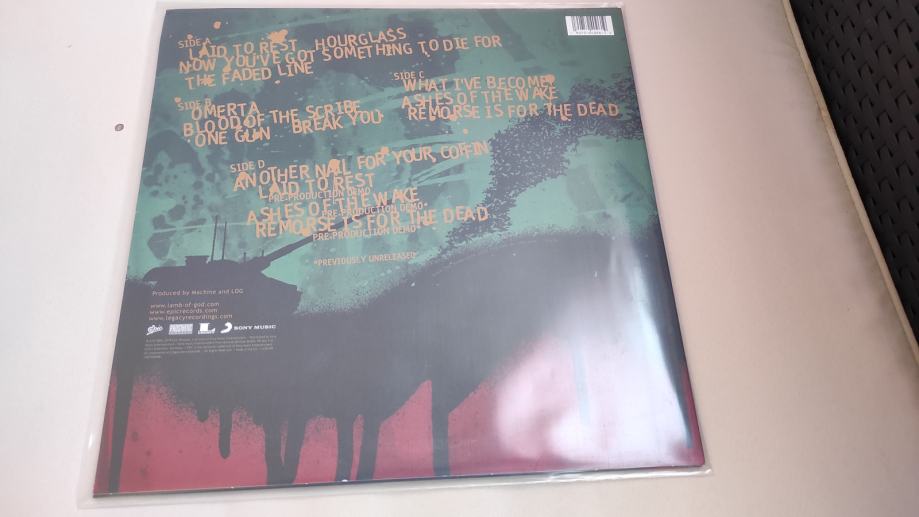 SIDE A
LAID TO REST HOURGLASS
NOW YOU'VE GOT SOMETHING TO DIE FOR
THE FADED LINE
SIDE B
OMERTA
BLOOD OF THE SCRIBE
ONE GUN BREAK YOU
SIDE C
WHAT I'VE BECOME
ASHES OF THE WAKE
REMORSE IS FOR THE DEAD
SIDE D
ANOTHER NAIL FOR YOUR COFFIN
LAID TO REST
PRE-PRODUCTION DEMO*
ASHES OF THE WAKE
PRE-PRODUCTION DEMO*
REMORSE IS FOR THE DEAD
PRE-PRODUCTION DEMO*
*PREVIOUSLY UNRELEASED
Produced by Machine and LOG
www.lamb-of-god.com
www.epicrecords.com
www.legacyrecordings.com
Epic
SONY MUSIC